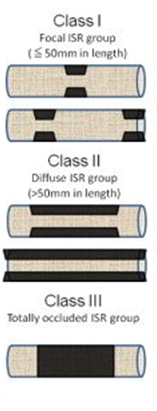 Class I
Focal ISR group
(≦ 50mm in length)
Class II
Diffuse ISR group
(>50mm in length)
Class III
Totally occluded ISR group